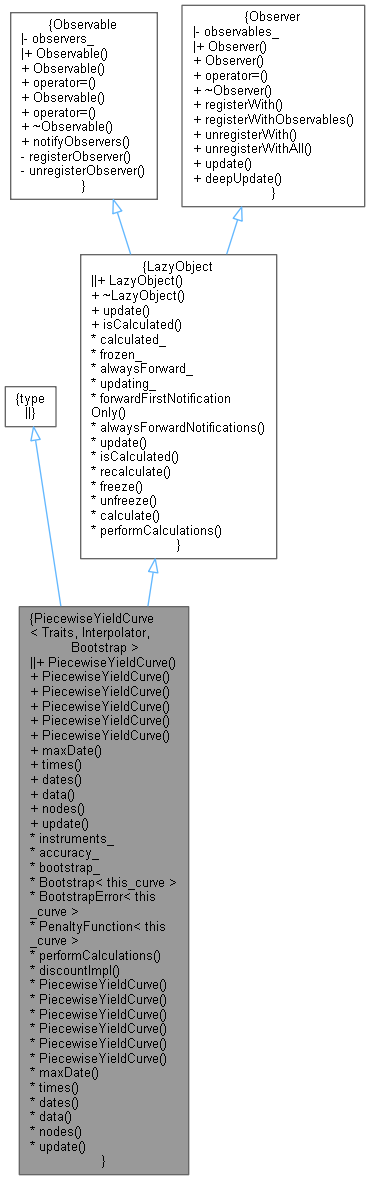 {Observable
|- observers_
|+ Observable()
+ Observable()
+ operator=()
+ Observable()
+ operator=()
+ ~Observable()
+ notifyObservers()
- registerObserver()
- unregisterObserver()
}
{Observer
|- observables_
|+ Observer()
+ Observer()
+ operator=()
+ ~Observer()
+ registerWith()
+ registerWithObservables()
+ unregisterWith()
+ unregisterWithAll()
+ update()
+ deepUpdate()
}
{LazyObject
||+ LazyObject()
+ ~LazyObject()
+ update()
+ isCalculated()
* calculated_
* frozen_
* alwaysForward_
* updating_
* forwardFirstNotification
Only()
* alwaysForwardNotifications()
* update()
* isCalculated()
* recalculate()
* freeze()
* unfreeze()
* calculate()
* performCalculations()
}
{type
||}
{PiecewiseYieldCurve
< Traits, Interpolator,
Bootstrap >
||+ PiecewiseYieldCurve()
+ PiecewiseYieldCurve()
+ PiecewiseYieldCurve()
+ PiecewiseYieldCurve()
+ PiecewiseYieldCurve()
+ PiecewiseYieldCurve()
+ maxDate()
+ times()
+ dates()
+ data()
+ nodes()
+ update()
* instruments_
* accuracy_
* bootstrap_
* Bootstrap< this_curve >
* BootstrapError< this
_curve >
* PenaltyFunction< this
_curve >
* performCalculations()
* discountImpl()
* PiecewiseYieldCurve()
* PiecewiseYieldCurve()
* PiecewiseYieldCurve()
* PiecewiseYieldCurve()
* PiecewiseYieldCurve()
* PiecewiseYieldCurve()
* maxDate()
* times()
* dates()
* data()
* nodes()
* update()
}